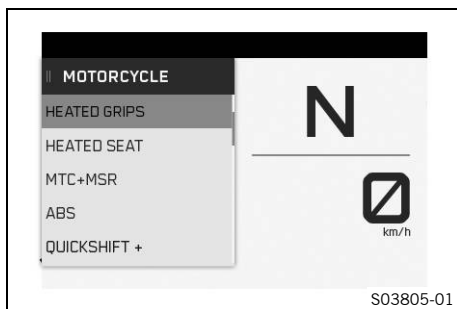 MOTORCYCLE
HEATED GRIPS
HEATED SEAT
MTC+MSR
ABS
QUICKSHIFT +
N
0
km/h
S03805-01